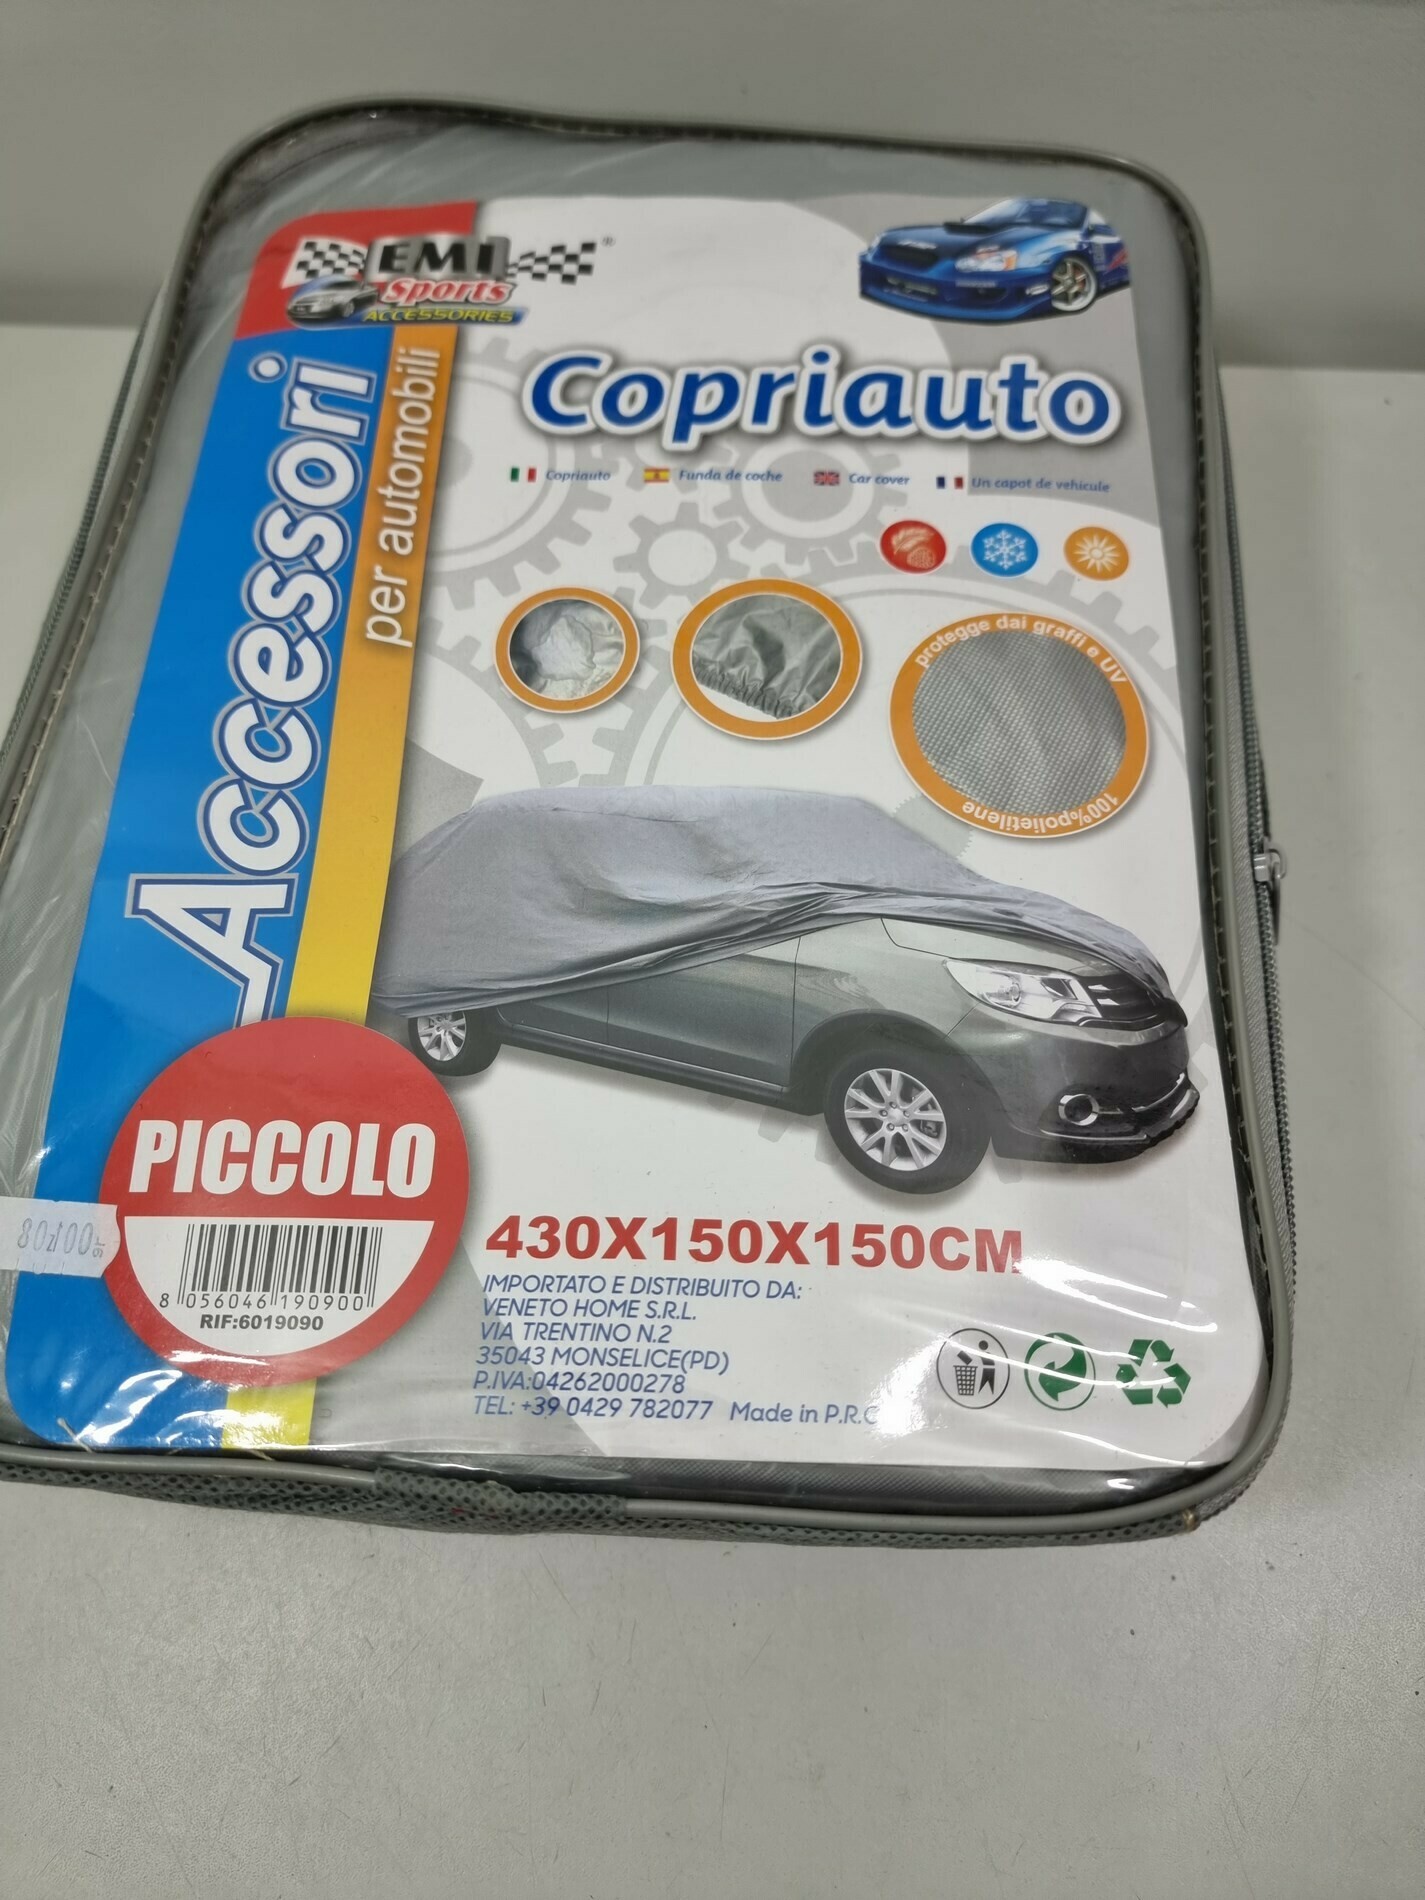 EMI ®
Sports
ACCESSORIES
Accessori
per automobili
Copriauto
Copriauto Funda de coche Car cover Un capot de vehicule
protegge dai graffi e UV
100%polietilene
PICCOLO
8 056046 190900
RIF:6019090
80zł00gr
430X150X150CM
IMPORTATO E DISTRIBUITO DA:
VENETO HOME S.R.L.
VIA TRENTINO N.2
35043 MONSELICE(PD)
P.IVA:04262000278
TEL: +39 0429 782077 Made in P.R.C